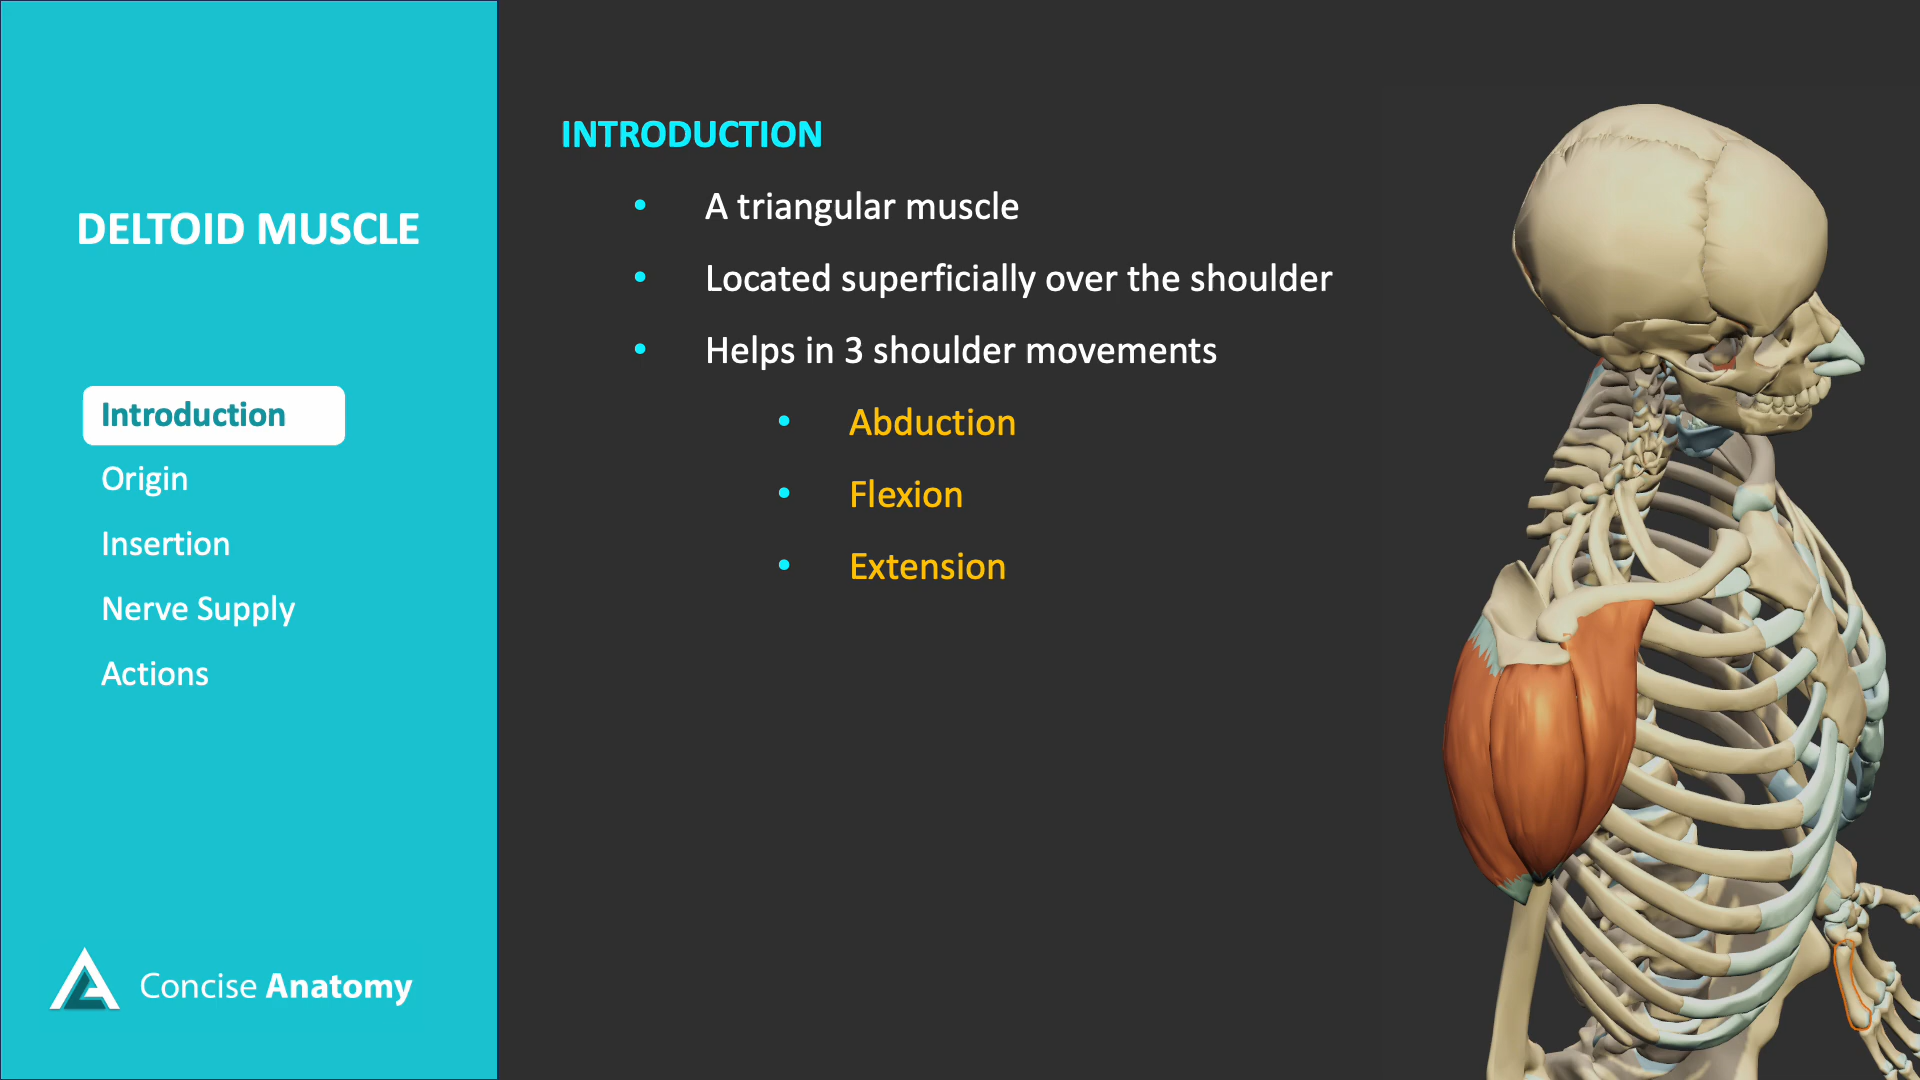 DELTOID MUSCLE
Introduction
Origin
Insertion
Nerve Supply
Actions
Concise Anatomy
INTRODUCTION
• A triangular muscle
• Located superficially over the shoulder
• Helps in 3 shoulder movements
• Abduction
• Flexion
• Extension